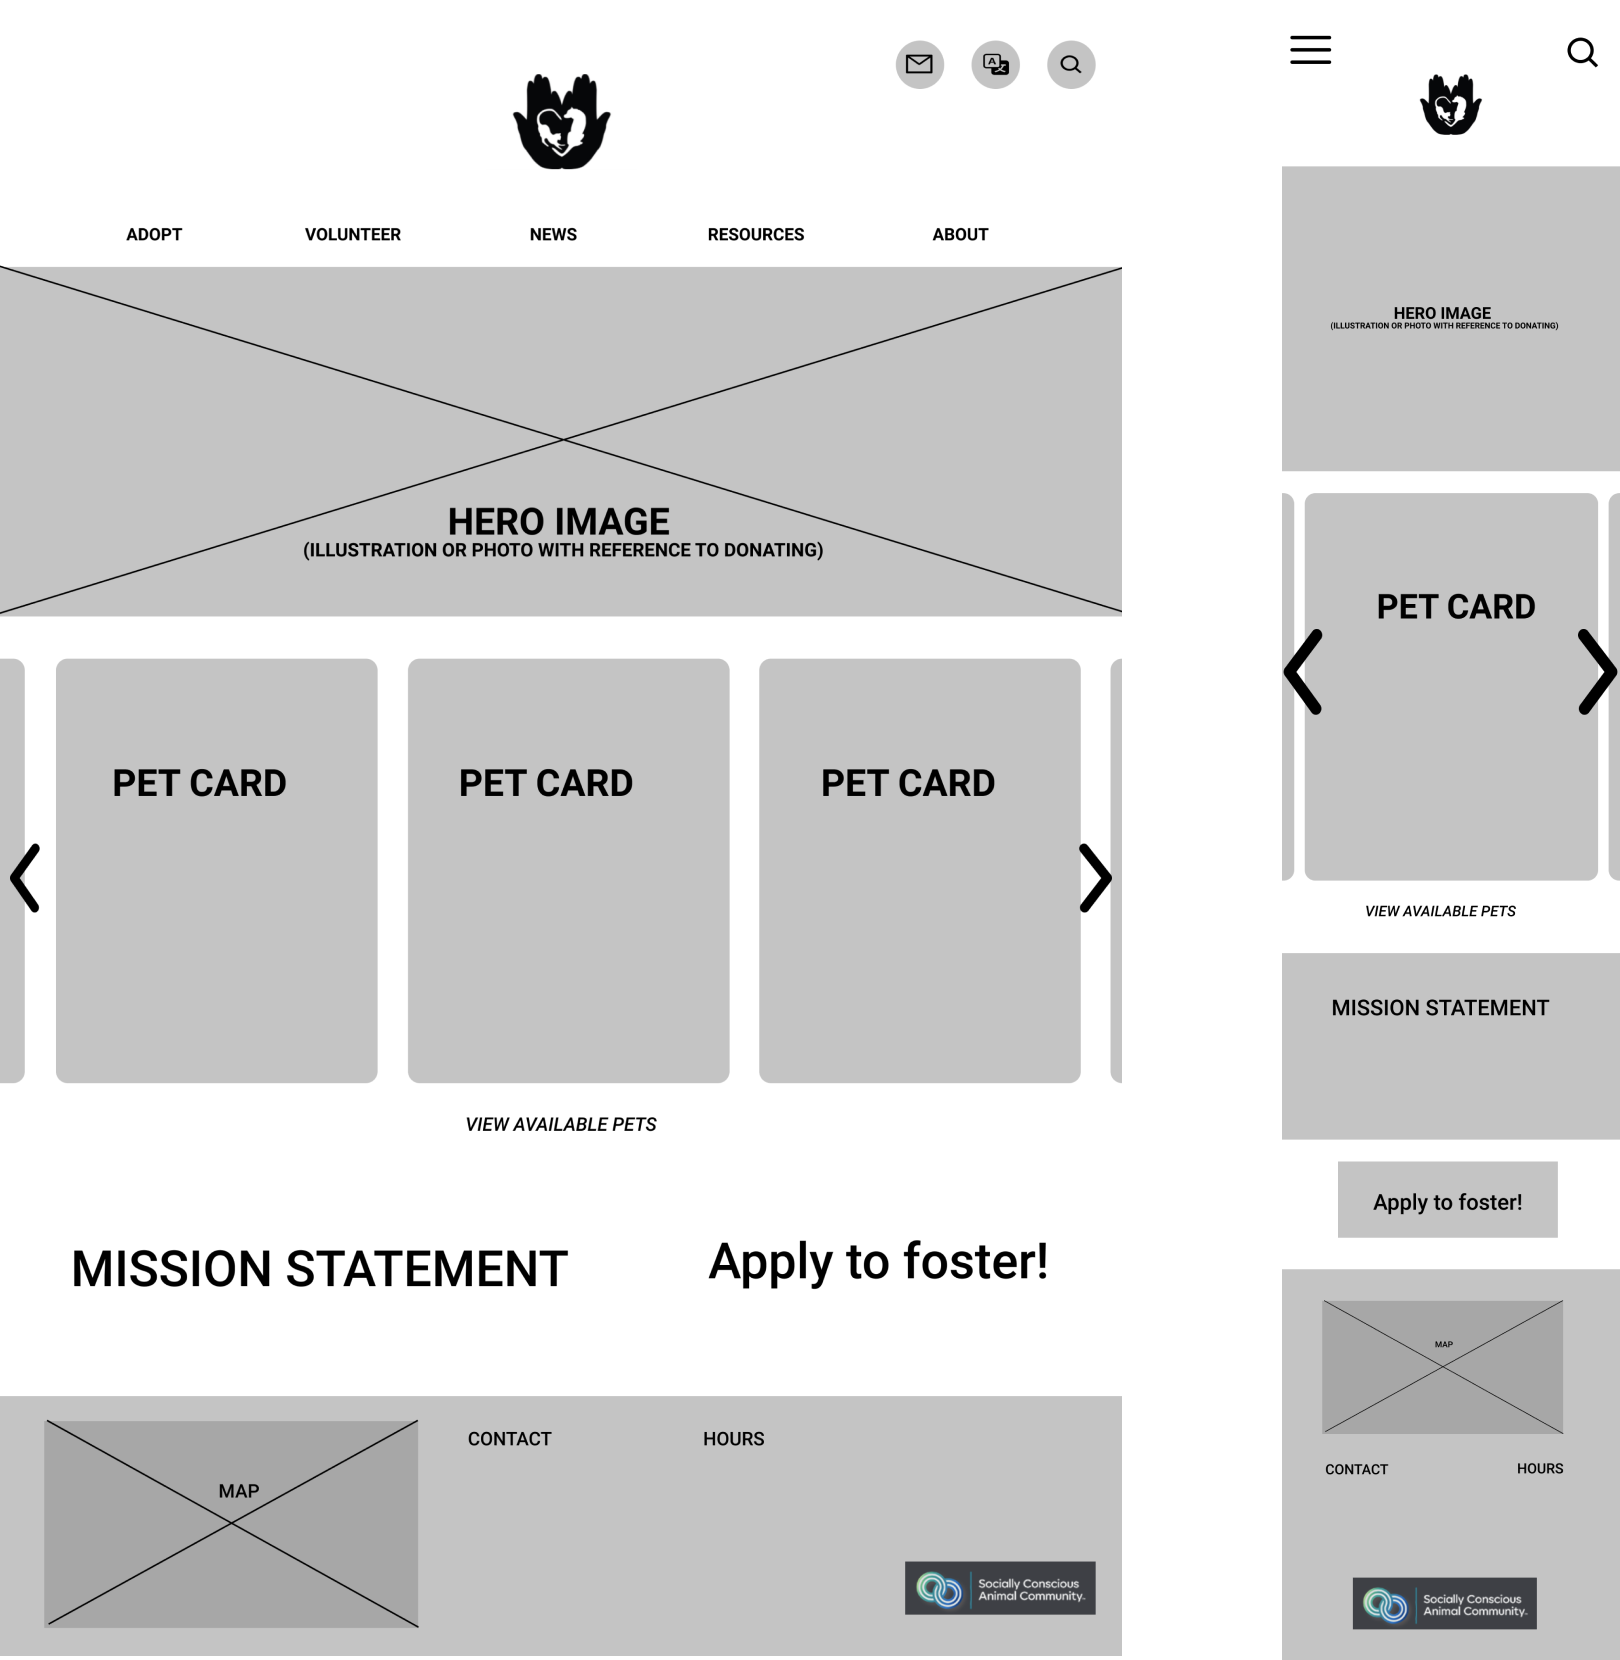 A
ADOPT
VOLUNTEER
NEWS
RESOURCES
ABOUT
HERO IMAGE
(ILLUSTRATION OR PHOTO WITH REFERENCE TO DONATING)
PET CARD
PET CARD
PET CARD
VIEW AVAILABLE PETS
MISSION STATEMENT
Apply to foster!
MAP
CONTACT
HOURS
Socially Conscious
Animal Community™
HERO IMAGE
(ILLUSTRATION OR PHOTO WITH REFERENCE TO DONATING)
PET CARD
VIEW AVAILABLE PETS
MISSION STATEMENT
Apply to foster!
MAP
CONTACT
HOURS
Socially Conscious
Animal Community™